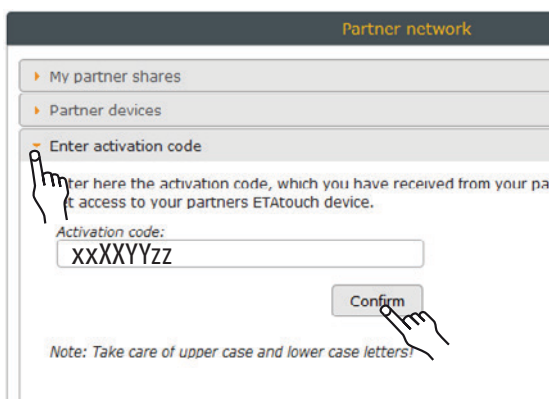 Partner network
My partner shares
Partner devices
Enter activation code
ter here the activation code, which you have received from your pa
t access to your partners ETAtouch device.
Activation code:
xxXXYYzz
Confirm
Note: Take care of upper case and lower case letters!